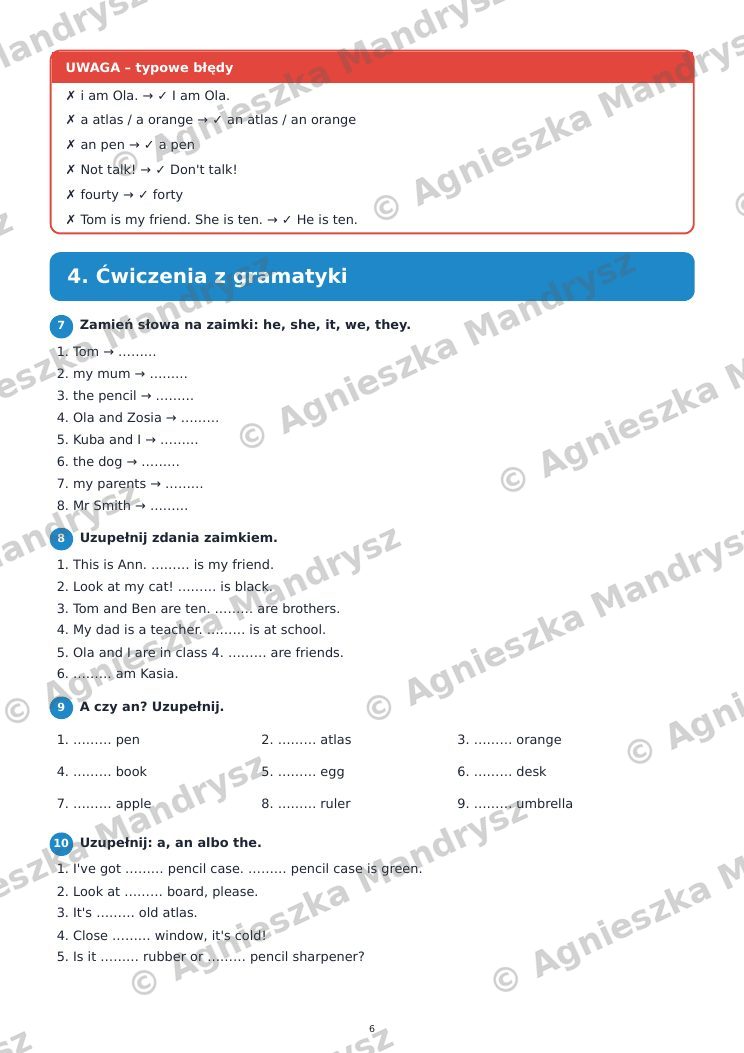 UWAGA – typowe błędy
✗ i am Ola. → ✓ I am Ola.
✗ a atlas / a orange → ✓ an atlas / an orange
✗ an pen → ✓ a pen
✗ Not talk! → ✓ Don't talk!
✗ fourty → ✓ forty
✗ Tom is my friend. She is ten. → ✓ He is ten.
4. Ćwiczenia z gramatyki
7 Zamień słowa na zaimki: he, she, it, we, they.
1. Tom → ………
2. my mum → ………
3. the pencil → ………
4. Ola and Zosia → ………
5. Kuba and I → ………
6. the dog → ………
7. my parents → ………
8. Mr Smith → ………
8 Uzupełnij zdania zaimkiem.
1. This is Ann. ……… is my friend.
2. Look at my cat! ……… is black.
3. Tom and Ben are ten. ……… are brothers.
4. My dad is a teacher. ……… is at school.
5. Ola and I are in class 4. ……… are friends.
6. ……… am Kasia.
9 A czy an? Uzupełnij.
1. ……… pen 2. ……… atlas 3. ……… orange
4. ……… book 5. ……… egg 6. ……… desk
7. ……… apple 8. ……… ruler 9. ……… umbrella
10 Uzupełnij: a, an albo the.
1. I've got ……… pencil case. ……… pencil case is green.
2. Look at ……… board, please.
3. It's ……… old atlas.
4. Close ……… window, it's cold!
5. Is it ……… rubber or ……… pencil sharpener?
6
© Agnieszka Mandrysz